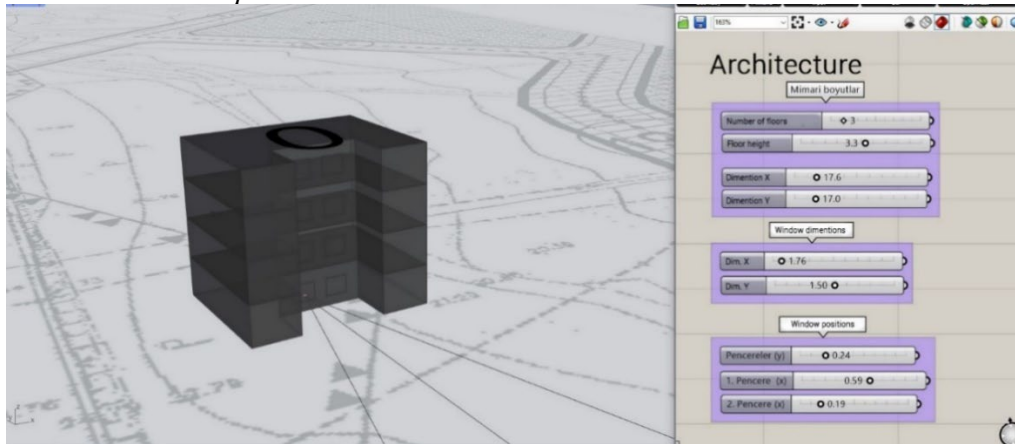 163%
Architecture
Mimari boyutlar
Number of floors 3
Floor height 3.3
Dimention X 17.6
Dimention Y 17.0
Window dimentions
Dim. X 1.76
Dim. Y 1.50
Window positions
Pencereler (y) 0.24
1. Pencere (x) 0.59
2. Pencere (x) 0.19